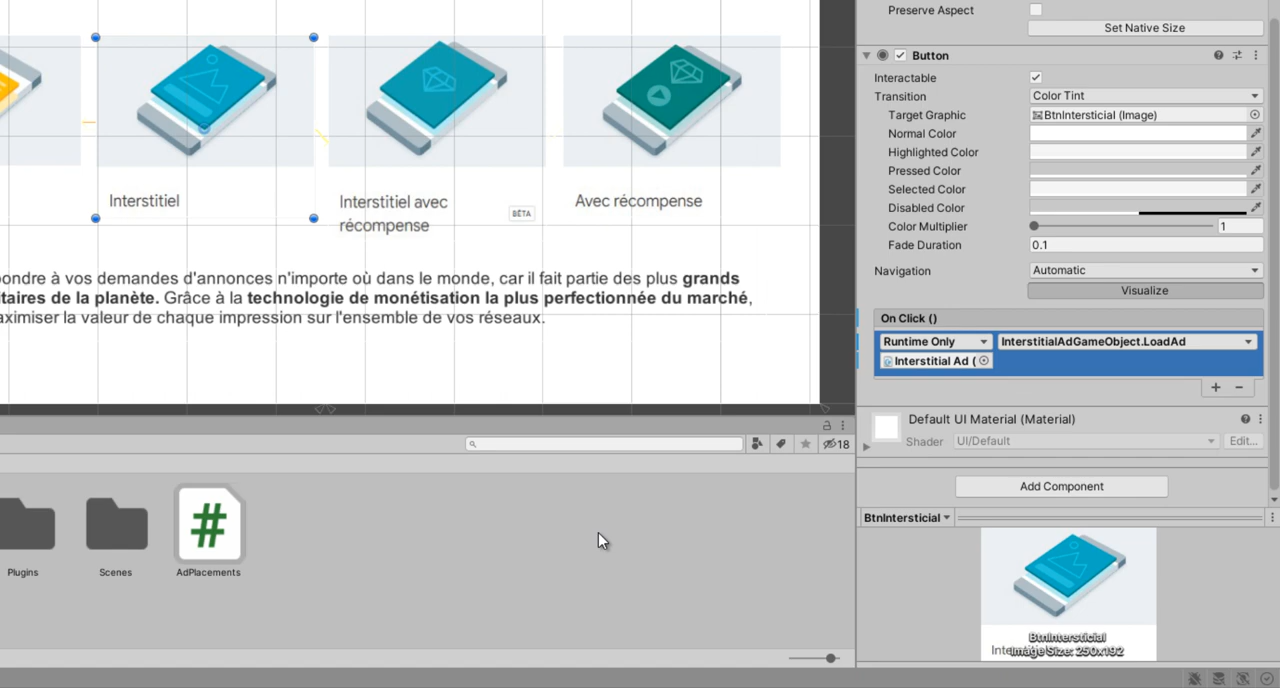 Interstitiel
Interstitiel avec
récompense
BÊTA
Avec récompense
ondre à vos demandes d'annonces n'importe où dans le monde, car il fait partie des plus grands
itaires de la planète. Grâce à la technologie de monétisation la plus perfectionnée du marché,
aximiser la valeur de chaque impression sur l'ensemble de vos réseaux.
18
Plugins
Scenes
AdPlacements
Preserve Aspect
Set Native Size
Button
Interactable
Transition
Color Tint
Target Graphic
BtnIntersticial (Image)
Normal Color
Highlighted Color
Pressed Color
Selected Color
Disabled Color
Color Multiplier
1
Fade Duration
0.1
Navigation
Automatic
Visualize
On Click ()
Runtime Only
InterstitialAdGameObject.LoadAd
Interstitial Ad (
Default UI Material (Material)
Shader
UI/Default
Edit...
Add Component
BtnIntersticial
BtnIntersticial
Image Size: 250x192